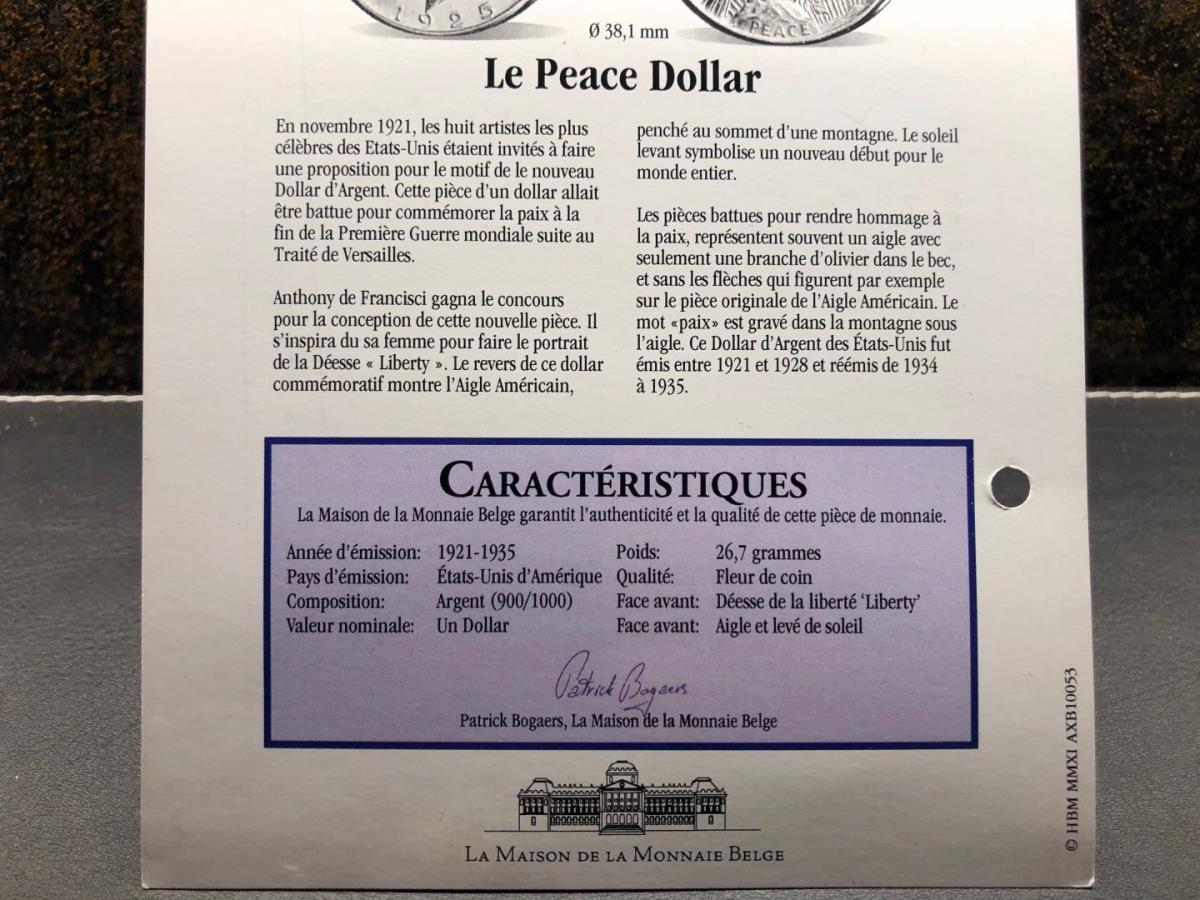 1925
PEACE
Ø 38,1 mm
Le Peace Dollar
En novembre 1921, les huit artistes les plus
célèbres des Etats-Unis étaient invités à faire
une proposition pour le motif de le nouveau
Dollar d'Argent. Cette pièce d'un dollar allait
être battue pour commémorer la paix à la
fin de la Première Guerre mondiale suite au
Traité de Versailles.
Anthony de Francisci gagna le concours
pour la conception de cette nouvelle pièce. Il
s'inspira du sa femme pour faire le portrait
de la Déesse « Liberty ». Le revers de ce dollar
commémoratif montre l'Aigle Américain,
penché au sommet d'une montagne. Le soleil
levant symbolise un nouveau début pour le
monde entier.
Les pièces battues pour rendre hommage à
la paix, représentent souvent un aigle avec
seulement une branche d'olivier dans le bec,
et sans les flèches qui figurent par exemple
sur le pièce originale de l'Aigle Américain. Le
mot «paix» est gravé dans la montagne sous
l'aigle. Ce Dollar d'Argent des États-Unis fut
émis entre 1921 et 1928 et réémis de 1934
à 1935.
CARACTÉRISTIQUES
La Maison de la Monnaie Belge garantit l'authenticité et la qualité de cette pièce de monnaie.
Année d'émission: 1921-1935
Pays d'émission: États-Unis d'Amérique
Composition: Argent (900/1000)
Valeur nominale: Un Dollar
Poids: 26,7 grammes
Qualité: Fleur de coin
Face avant: Déesse de la liberté 'Liberty'
Face avant: Aigle et levé de soleil
Patrick Bogaers
Patrick Bogaers, La Maison de la Monnaie Belge
LA MAISON DE LA MONNAIE BELGE
© HBM MMXI AXB10053